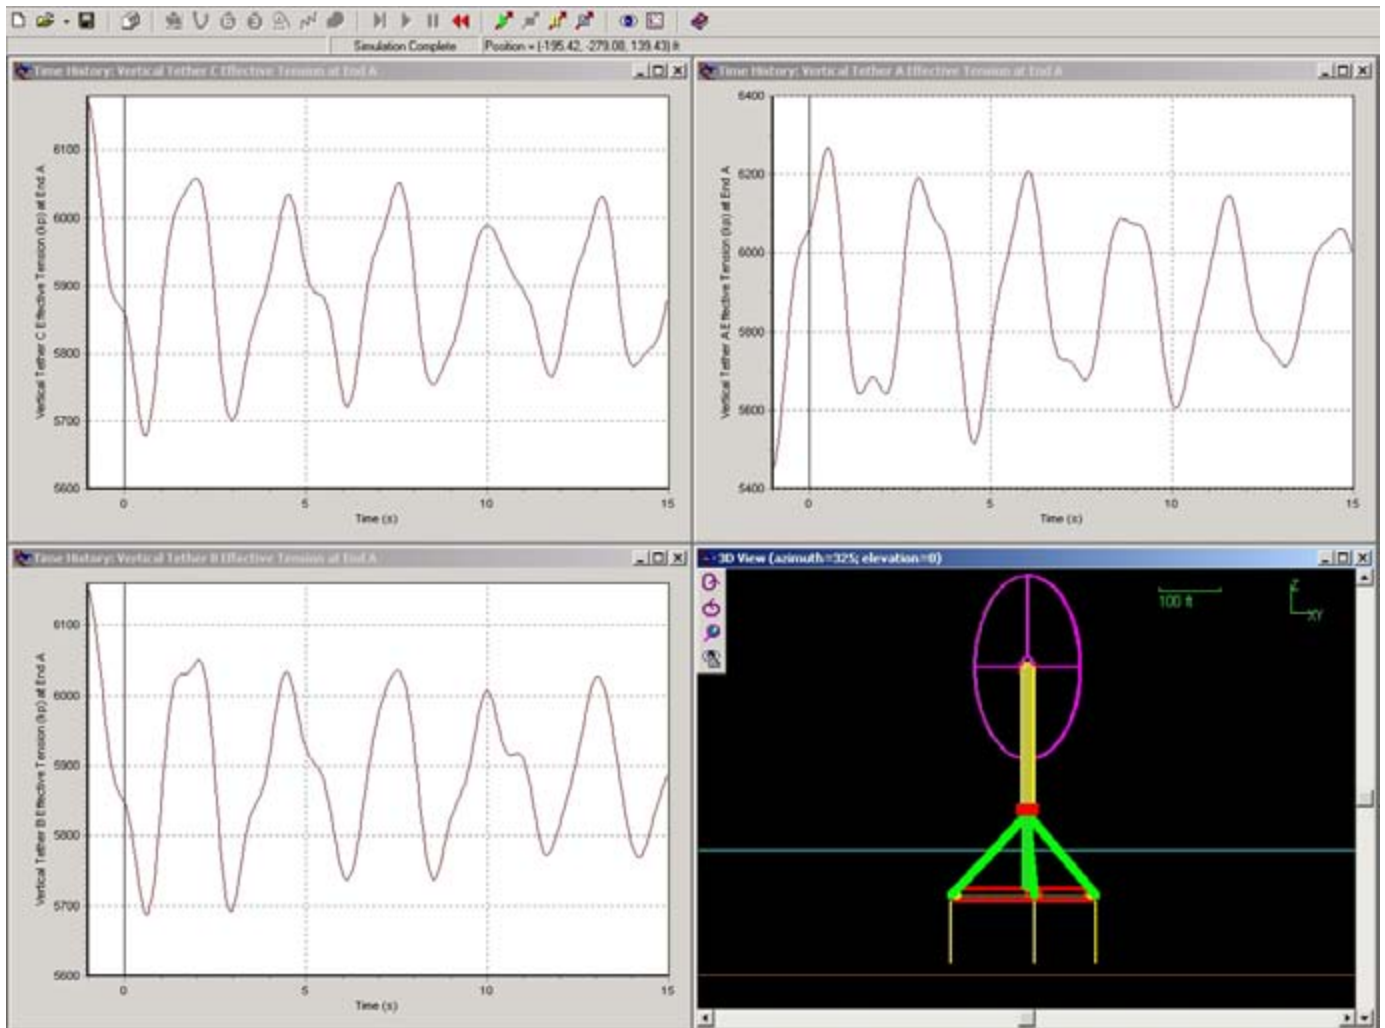 Simulation Complete Position = (-195.42, -279.08, 139.43) ft
Time History: Vertical Tether C Effective Tension at End A
Vertical Tether C Effective Tension (kp) at End A
6100
6000
5900
5800
5700
5600
0 5 10 15
Time (s)
Time History: Vertical Tether A Effective Tension at End A
Vertical Tether A Effective Tension (kp) at End A
6400
6200
6000
5800
5600
5400
0 5 10 15
Time (s)
Time History: Vertical Tether B Effective Tension at End A
Vertical Tether B Effective Tension (kp) at End A
6100
6000
5900
5800
5700
5600
0 5 10 15
Time (s)
3D View (azimuth=325; elevation=0)
100 ft
Z
XY